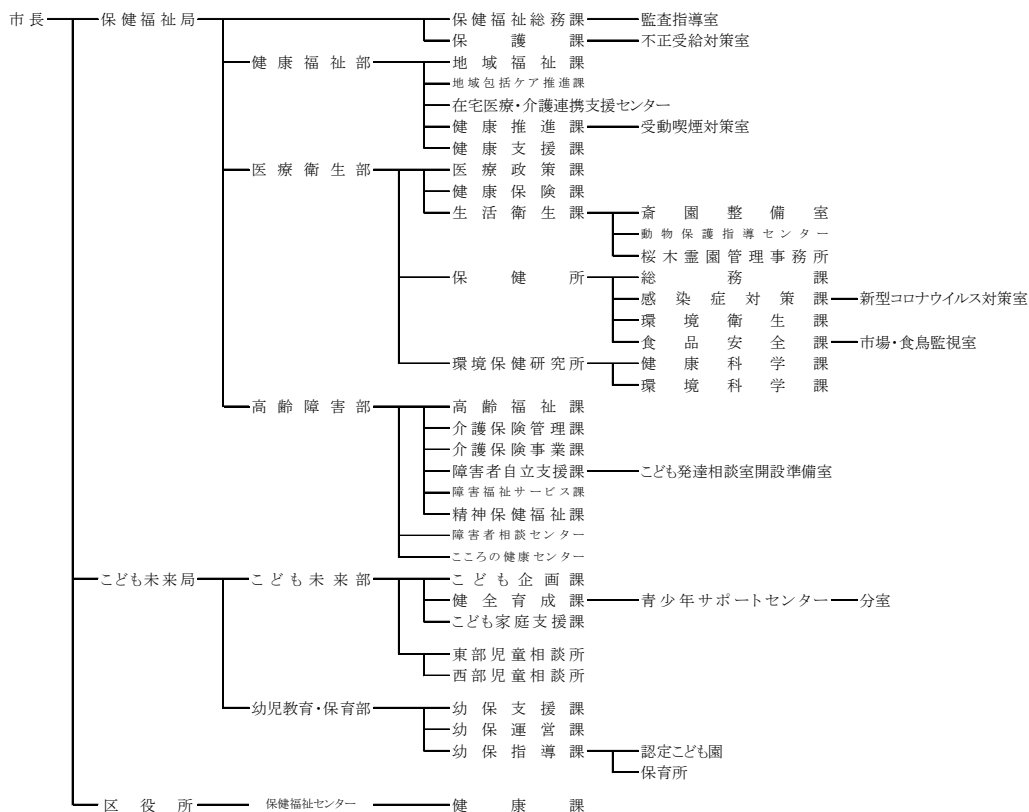 市長 保健福祉局 保健福祉総務課 監査指導室
保護課 不正受給対策室
健康福祉部 地域福祉課
地域包括ケア推進課
在宅医療・介護連携支援センター
健康推進課 受動喫煙対策室
健康支援課
医療衛生部 医療政策課
健康保険課
生活衛生課 斎園整備室
動物保護指導センター
桜木霊園管理事務所
保健所 総務課
感染症対策課 新型コロナウイルス対策室
環境衛生課
食品安全課 市場・食鳥監視室
環境保健研究所 健康科学課
環境科学課
高齢障害部 高齢福祉課
介護保険管理課
介護保険事業課
障害者自立支援課 こども発達相談室開設準備室
障害福祉サービス課
精神保健福祉課
障害者相談センター
こころの健康センター
こども未来局 こども未来部 こども企画課
健全育成課 青少年サポートセンター 分室
こども家庭支援課
東部児童相談所
西部児童相談所
幼児教育・保育部 幼保支援課
幼保運営課
幼保指導課 認定こども園
保育所
区役所 保健福祉センター 健康課